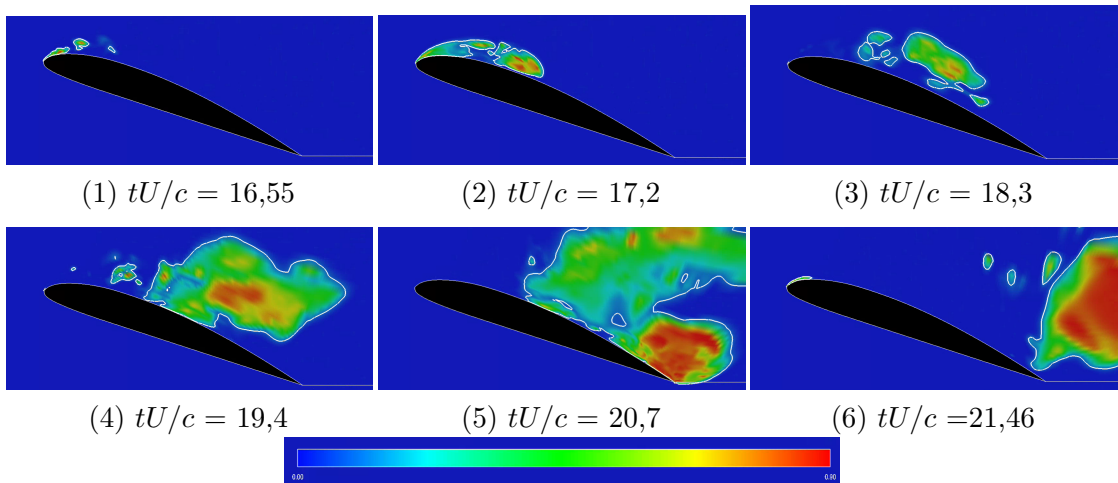 (1) tU/c = 16,55
(2) tU/c = 17,2
(3) tU/c = 18,3
(4) tU/c = 19,4
(5) tU/c = 20,7
(6) tU/c =21,46
0.00 0.90